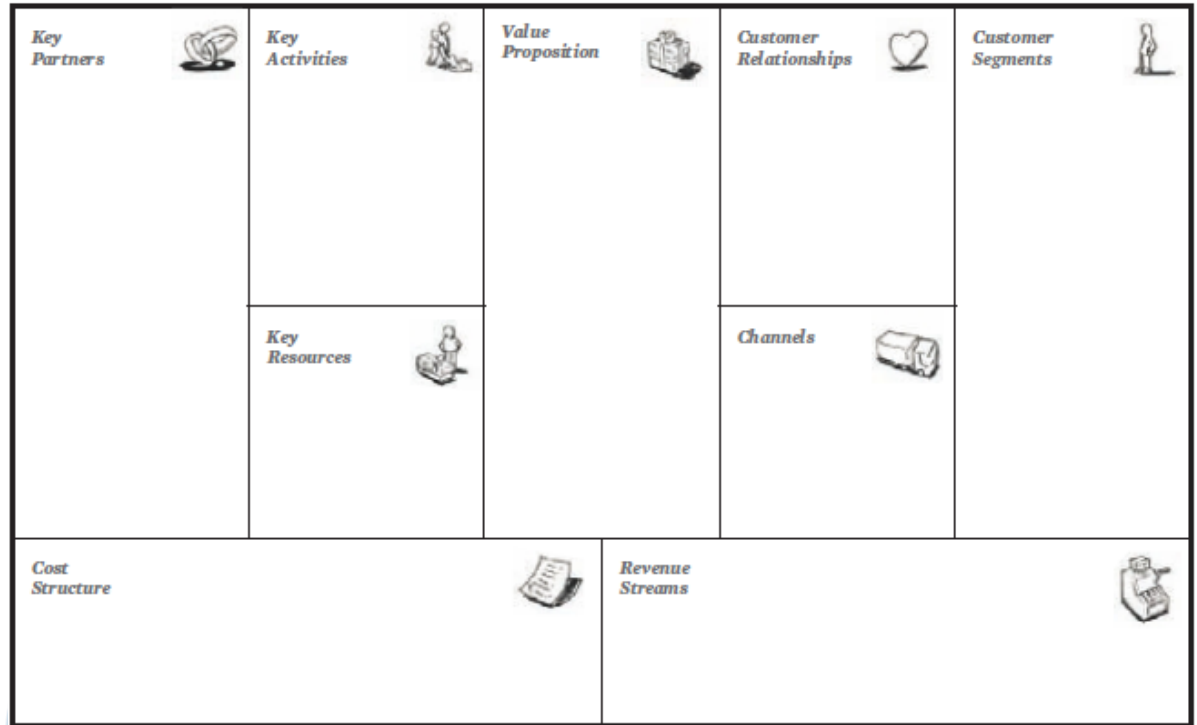 Key
Partners
Key
Activities
Value
Proposition
Customer
Relationships
Customer
Segments
Key
Resources
Channels
Cost
Structure
Revenue
Streams